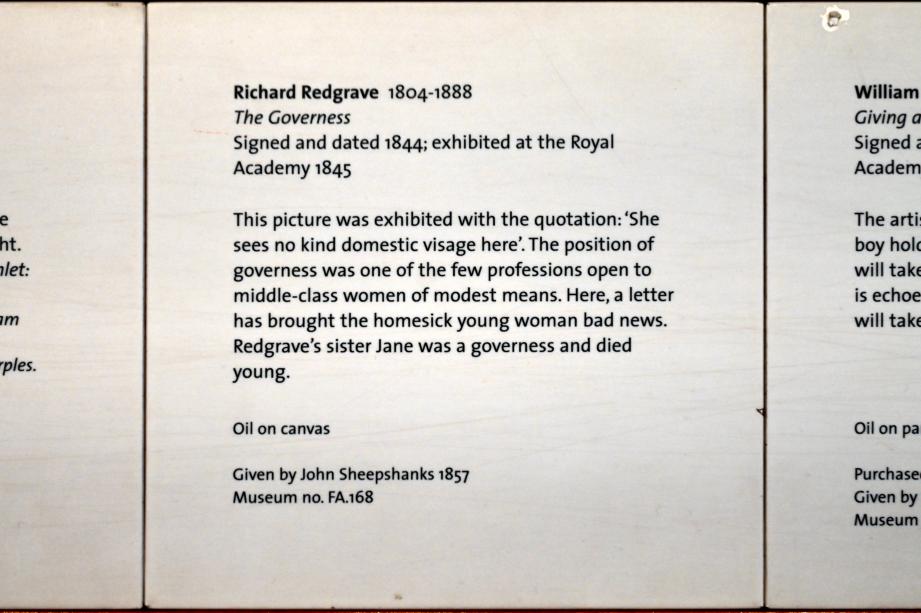 e
ht.
nlet:
am
rples.
Richard Redgrave 1804-1888
The Governess
Signed and dated 1844; exhibited at the Royal
Academy 1845
This picture was exhibited with the quotation: ‘She
sees no kind domestic visage here’. The position of
governess was one of the few professions open to
middle-class women of modest means. Here, a letter
has brought the homesick young woman bad news.
Redgrave’s sister Jane was a governess and died
young.
Oil on canvas
Given by John Sheepshanks 1857
Museum no. FA.168
William
Giving a
Signed a
Academ
The artis
boy hold
will take
is echoe
will take
Oil on pa
Purchase
Given by
Museum